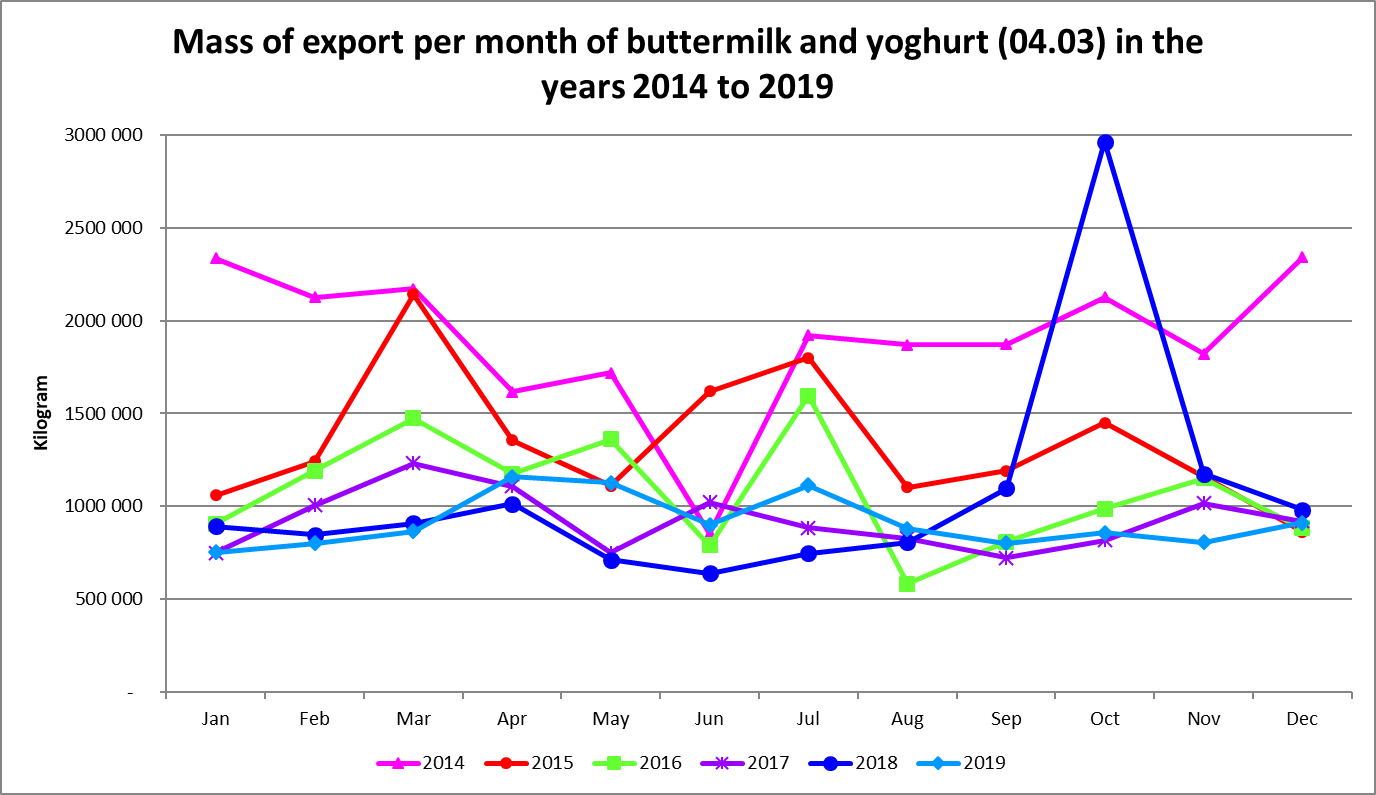 Mass of export per month of buttermilk and yoghurt (04.03) in the
years 2014 to 2019
Kilogram
3000 000
2500 000
2000 000
1500 000
1000 000
500 000
-
Jan Feb Mar Apr May Jun Jul Aug Sep Oct Nov Dec
2014 2015 2016 2017 2018 2019